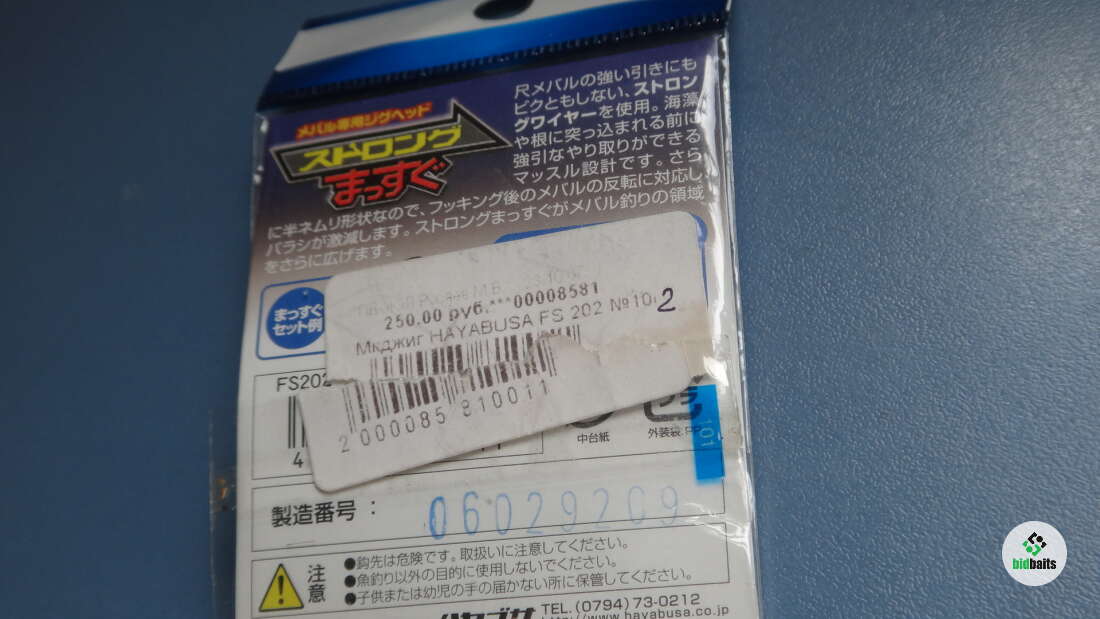 メバル専用ジグヘッド
ストロング
まっすぐ
尺メバルの強い引きにも
ビクともしない、ストロン
グワイヤーを使用。海藻
や根に突っ込まれる前に
強引なやり取りができる
マッスル設計です。さら
に半ネムリ形状なので、フッキング後のメバルの反転に対応し、
バラシが激減します。ストロングまっすぐがメバル釣りの領域
をさらに広げます。
まっすぐ
セット例
250.00 руб.***00008581
Мкджиг HAYABUSA FS 202 №10
2
2 000085 810011
FS202
4
中台紙
プラ
外装袋:PP
101
製造番号：
06029209
注意
●鈎先は危険です。取扱いに注意してください。
●魚釣り以外の目的に使用しないでください。
●子供または幼児の手の届かない所に保管してください。
ハヤブサ TEL.(0794)73-0212
http://www.hayabusa.co.jp
bidbaits